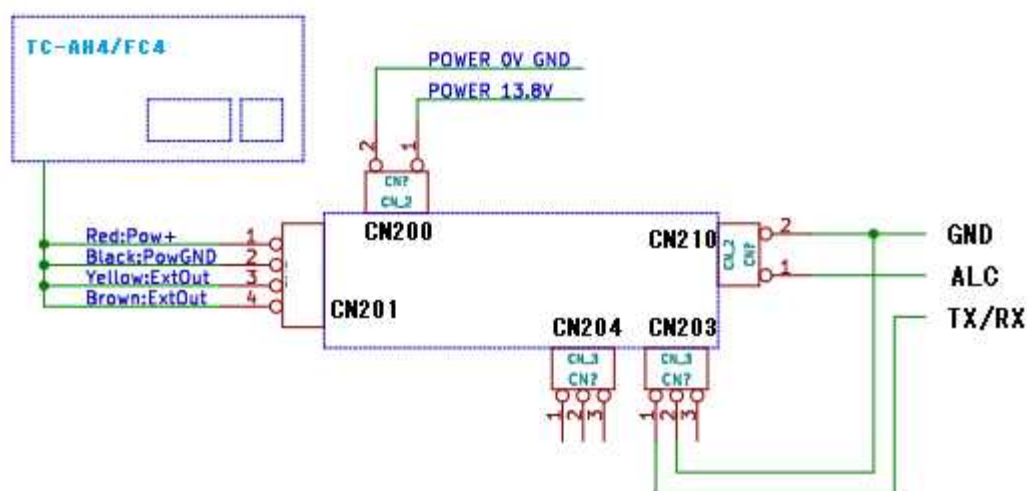 TC-AH4/FC4
POWER 0V GND
POWER 13.8V
2
1
CN?
CN_2
CN200
Red:Pow+
1
Black:PowGND
2
Yellow:ExtOut
3
Brown:ExtOut
4
CN201
CN210
CN_2
CN?
2
1
GND
ALC
TX/RX
CN204
CN203
CN_3
CN?
CN_3
CN?
1
2
3
1
2
3